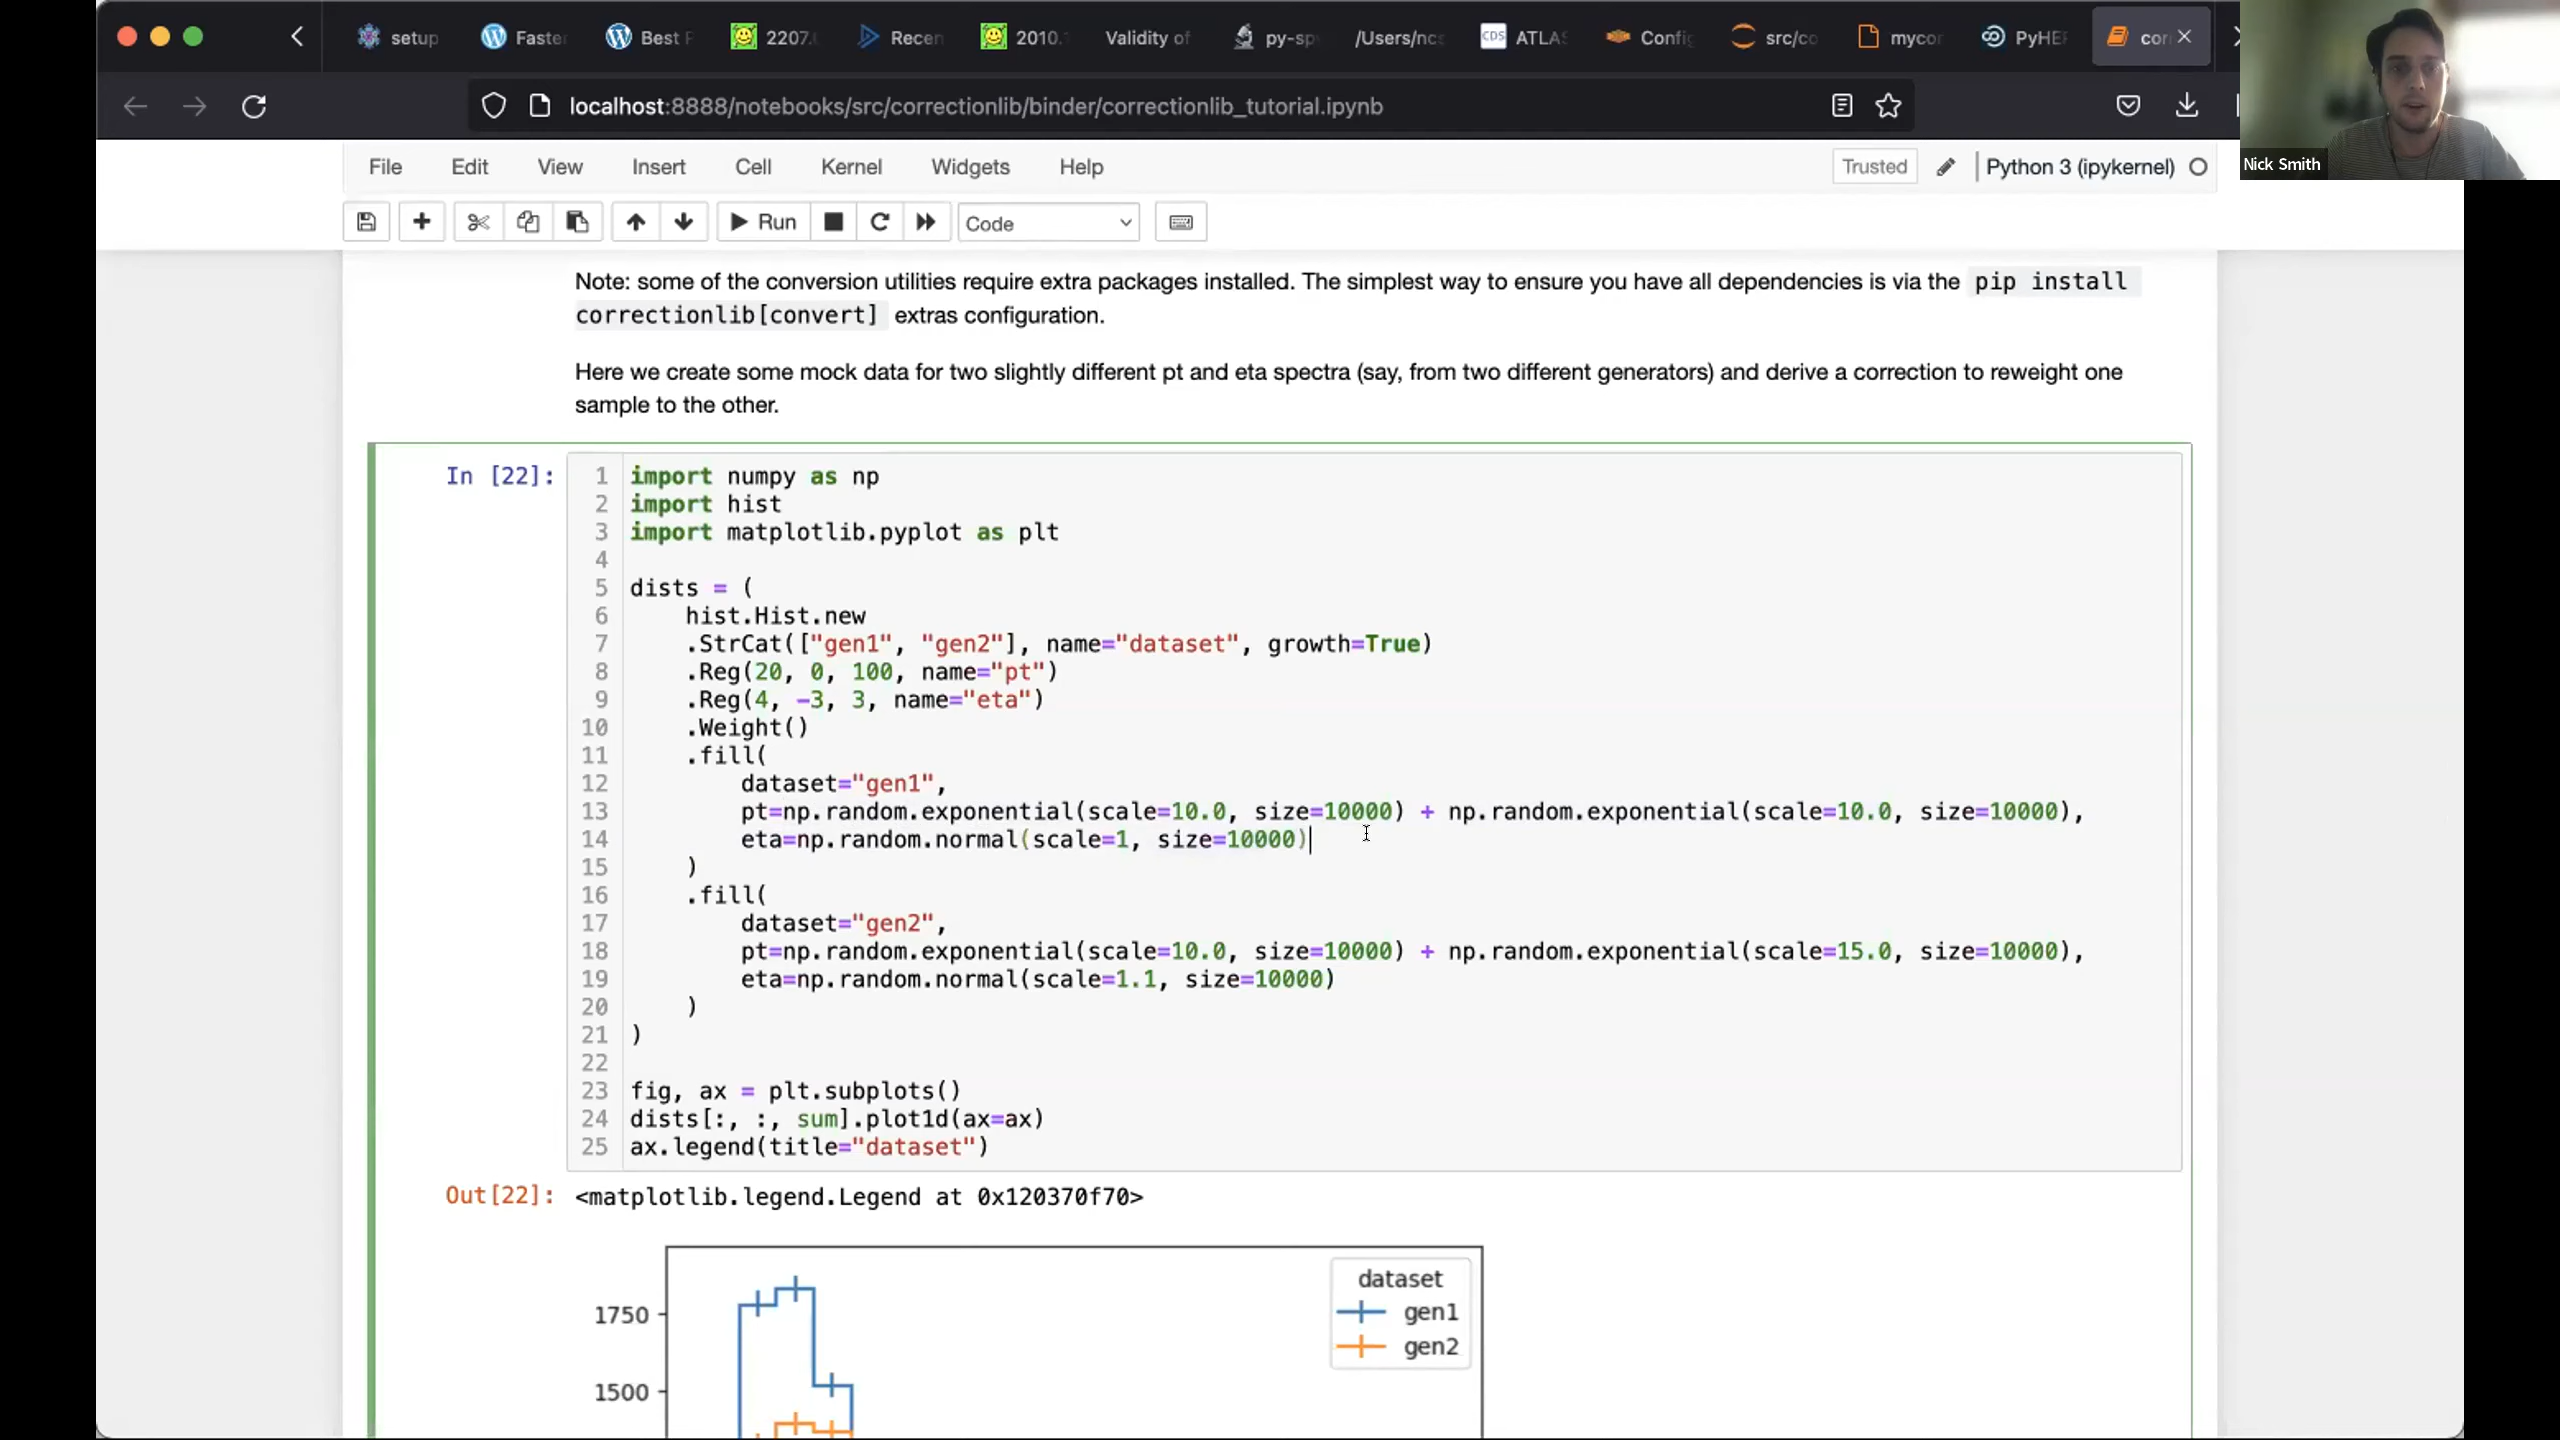 setup
Faste
Best P
2207.
Recen
2010.
Validity of
py-sp
/Users/nc
CDS
ATLA
Config
src/co
myco
PyHE
cor
localhost:8888/notebooks/src/correctionlib/binder/correctionlib_tutorial.ipynb
Nick Smith
File Edit View Insert Cell Kernel Widgets Help
Trusted
Python 3 (ipykernel)
Run
Code
Note: some of the conversion utilities require extra packages installed. The simplest way to ensure you have all dependencies is via the pip install
correctionlib[convert] extras configuration.
Here we create some mock data for two slightly different pt and eta spectra (say, from two different generators) and derive a correction to reweight one
sample to the other.
In [22]:
1 import numpy as np
2 import hist
3 import matplotlib.pyplot as plt
4
5 dists = (
6     hist.Hist.new
7     .StrCat(["gen1", "gen2"], name="dataset", growth=True)
8     .Reg(20, 0, 100, name="pt")
9     .Reg(4, -3, 3, name="eta")
10     .Weight()
11     .fill(
12         dataset="gen1",
13         pt=np.random.exponential(scale=10.0, size=10000) + np.random.exponential(scale=10.0, size=10000),
14         eta=np.random.normal(scale=1, size=10000)
15     )
16     .fill(
17         dataset="gen2",
18         pt=np.random.exponential(scale=10.0, size=10000) + np.random.exponential(scale=15.0, size=10000),
19         eta=np.random.normal(scale=1.1, size=10000)
20     )
21 )
22
23 fig, ax = plt.subplots()
24 dists[:, :, sum].plot1d(ax=ax)
25 ax.legend(title="dataset")
Out[22]: <matplotlib.legend.Legend at 0x120370f70>
dataset
gen1
gen2
1750
1500